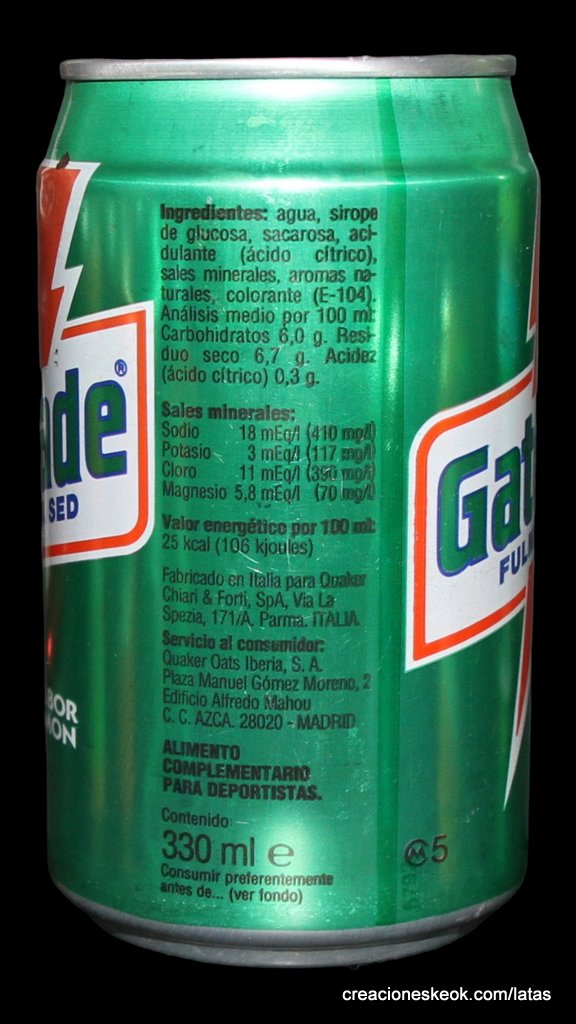 Ingredientes: agua, sirope
de glucosa, sacarosa, aci-
dulante (ácido cítrico),
sales minerales, aromas na-
turales, colorante (E-104).
Análisis medio por 100 ml:
Carbohidratos 6,0 g. Resi-
duo seco 6,7 g. Acidez
(ácido cítrico) 0,3 g.
Sales minerales:
Sodio 18 mEq/l (410 mg/l)
Potasio 3 mEq/l (117 mg/l)
Cloro 11 mEq/l (390 mg/l)
Magnesio 5,8 mEq/l (70 mg/l)
Valor energético por 100 ml:
25 kcal (106 kjoules)
Fabricado en Italia para Quaker
Chiari & Forti, SpA, Via La
Spezia, 171/A. Parma. ITALIA
Servicio al consumidor:
Quaker Oats Iberia, S. A.
Plaza Manuel Gómez Moreno, 2
Edificio Alfredo Mahou
C. C. AZCA. 28020 - MADRID
ALIMENTO
COMPLEMENTARIO
PARA DEPORTISTAS.
Contenido:
330 ml e
Consumir preferentemente
antes de... (ver fondo)
ade®
SED
BOR
ON
Gat
FUL
M 5
creacioneskeok.com/latas